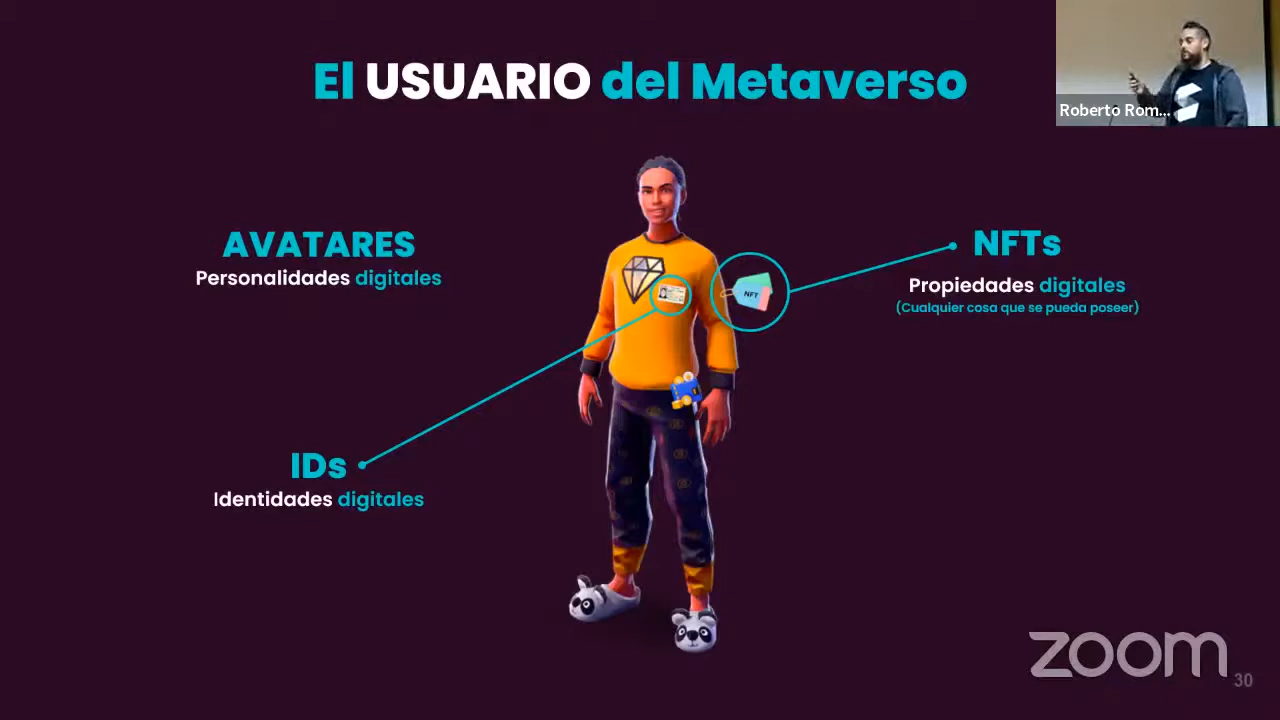 El USUARIO del Metaverso
Roberto Rom...
AVATARES
Personalidades digitales
NFTs
Propiedades digitales
(Cualquier cosa que se pueda poseer)
NFT
IDs
Identidades digitales
zoom
30